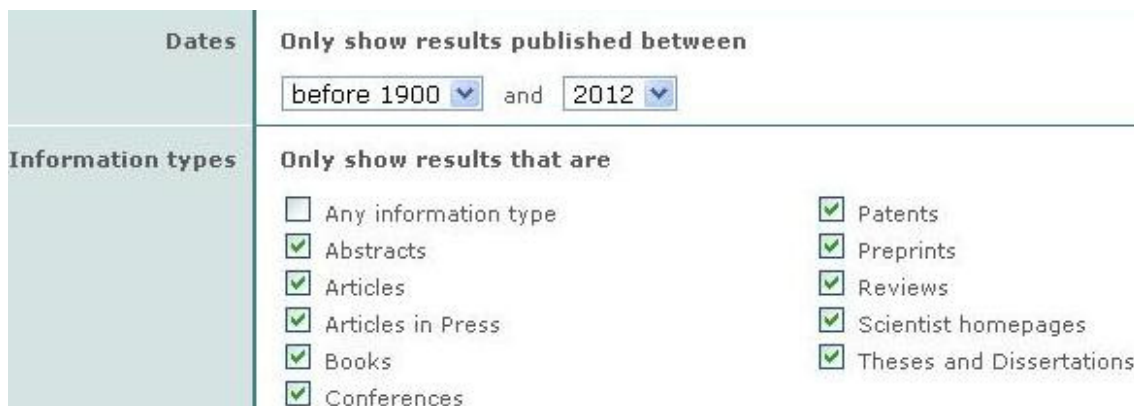 Dates
Only show results published between
before 1900 and 2012
Information types
Only show results that are
Any information type
Abstracts
Articles
Articles in Press
Books
Conferences
Patents
Preprints
Reviews
Scientist homepages
Theses and Dissertations